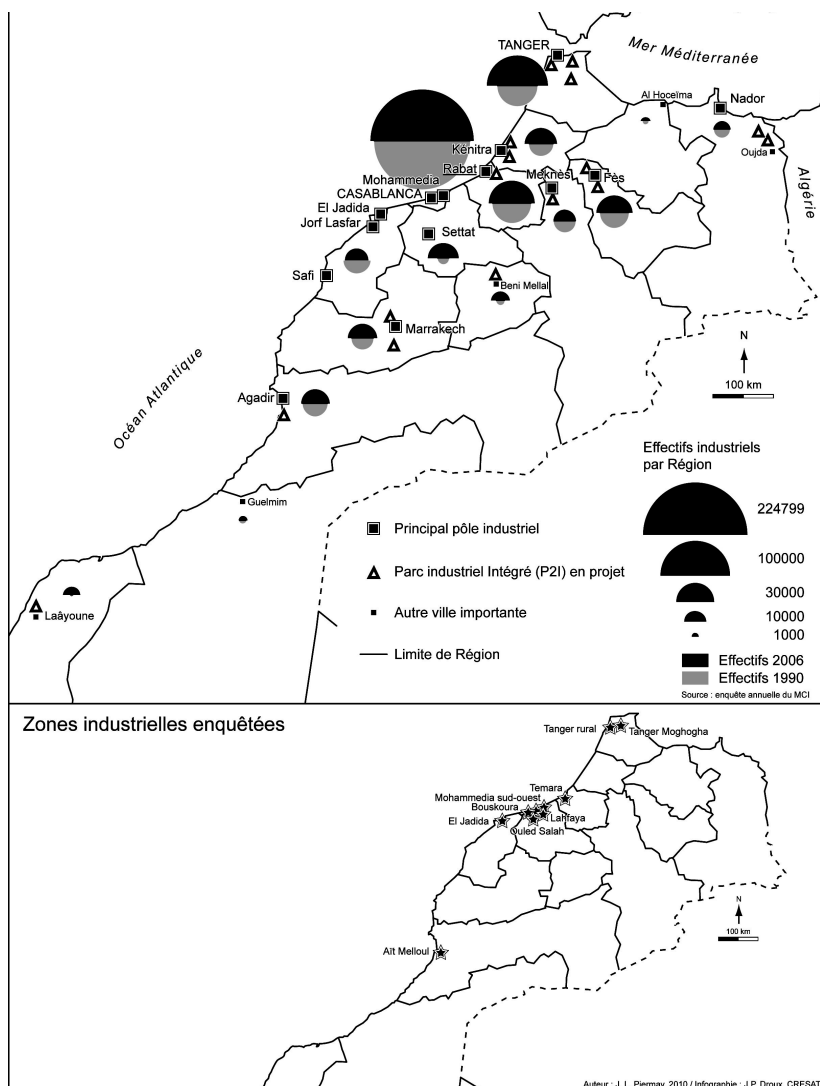 TANGER
Mer Méditerranée
Al Hoceïma
Nador
Kénitra
Oujda
Rabat
Meknès
Fès
Algérie
Mohammedia
CASABLANCA
El Jadida
Jorf Lasfar
Settat
Safi
Beni Mellal
Marrakech
N
100 km
Océan Atlantique
Agadir
Guelmim
Laâyoune
Effectifs industriels
par Région
224799
100000
30000
10000
1000
Effectifs 2006
Effectifs 1990
Source : enquête annuelle du MCI
Principal pôle industriel
Parc industriel Intégré (P2I) en projet
Autre ville importante
Limite de Région
Zones industrielles enquêtées
Tanger rural
Tanger Moghogha
Temara
Mohammedia sud-ouest
Bouskoura
El Jadida
Lahfaya
Ouled Salah
N
100 km
Aït Melloul
Auteur : J. L. Piermay, 2010 / Infographie : J.P. Droux, CRESAT